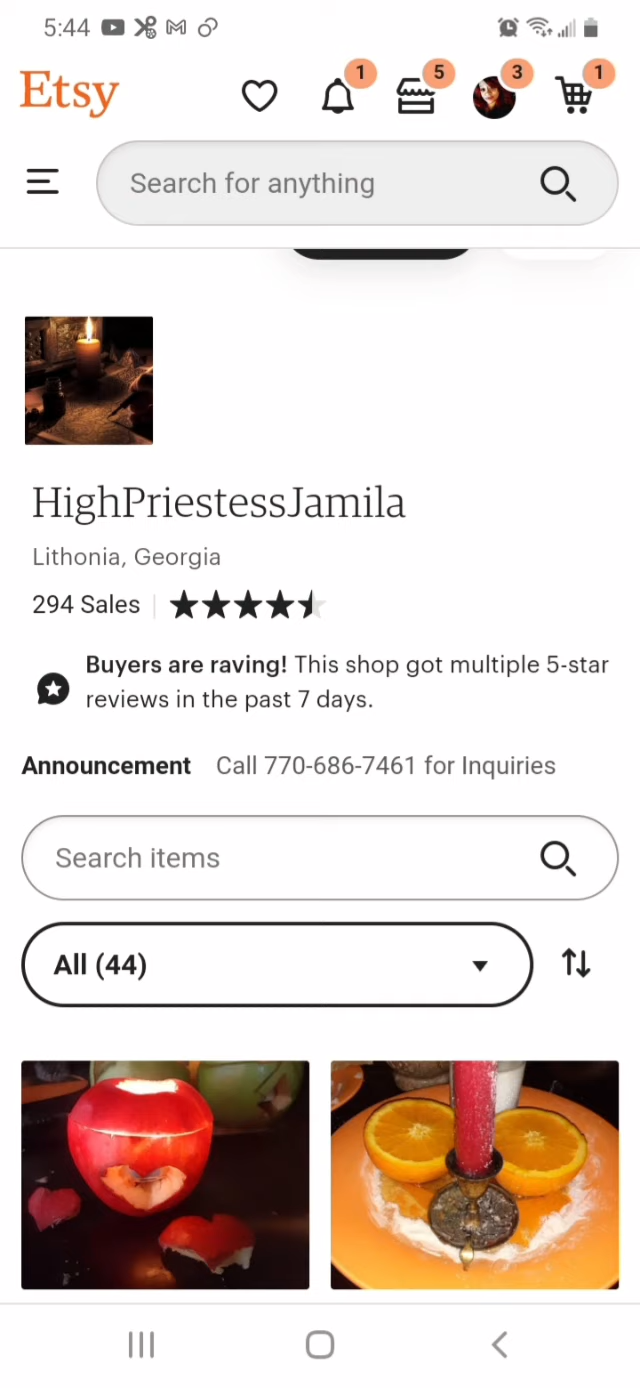 5:44
Etsy
1
5
3
1
Search for anything
HighPriestessJamila
Lithonia, Georgia
294 Sales
Buyers are raving! This shop got multiple 5-star
reviews in the past 7 days.
Announcement Call 770-686-7461 for Inquiries
Search items
All (44)